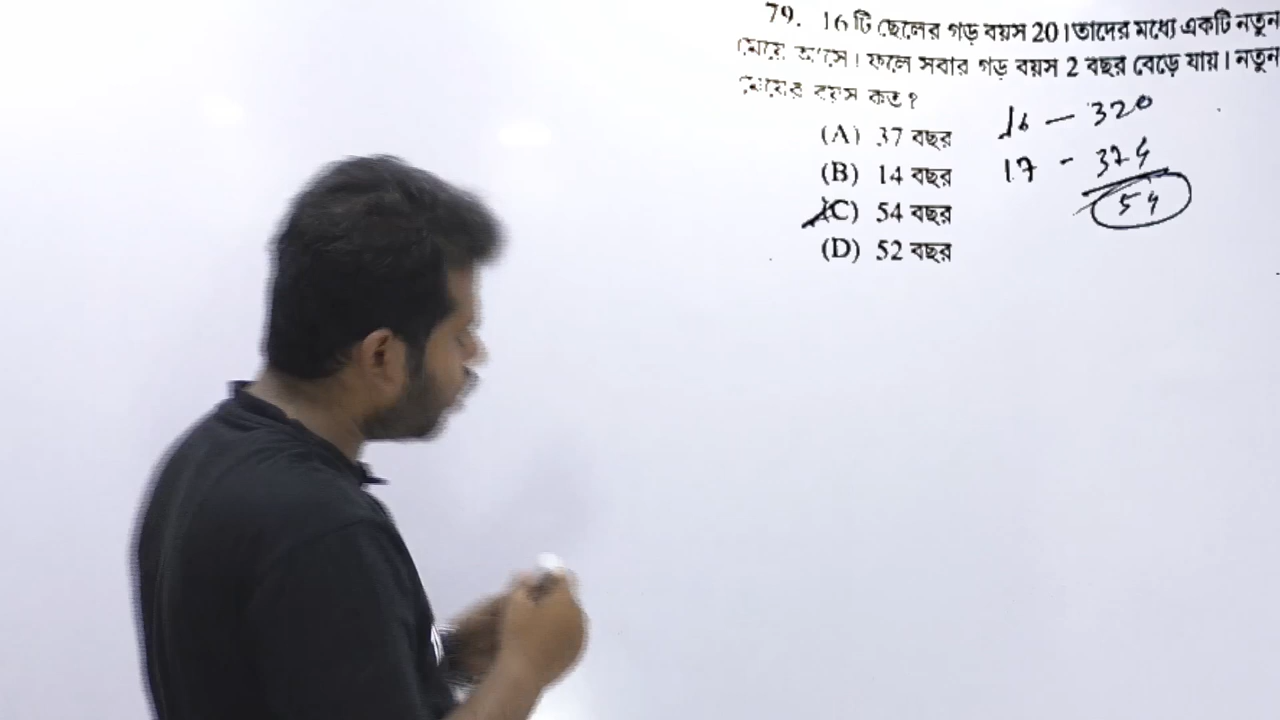 79. 16 টি ছেলের গড় বয়স 20।তাদের মধ্যে একটি নতুন
মেয়ে আসে। ফলে সবার গড় বয়স 2 বছর বেড়ে যায়। নতুন
মেয়ের বয়স কত?
(A) 37 বছর
(B) 14 বছর
(C) 54 বছর
(D) 52 বছর
16 — 320
17 - 374
54